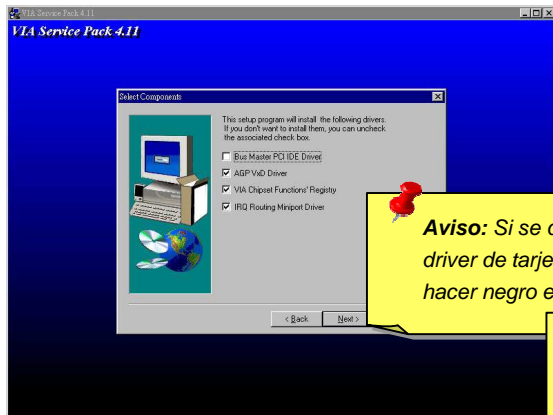 VIA Service Pack 4.11
VIA Service Pack 4.11
Select Components
This setup program will install the following drivers.
If you don't want to install them, you can uncheck
the associated check box.
Bus Master PCI IDE Driver
AGP VxD Driver
VIA Chipset Functions' Registry
IRQ Routing Miniport Driver
< Back
Next >
Aviso: Si se
driver de tarje
hacer negro e